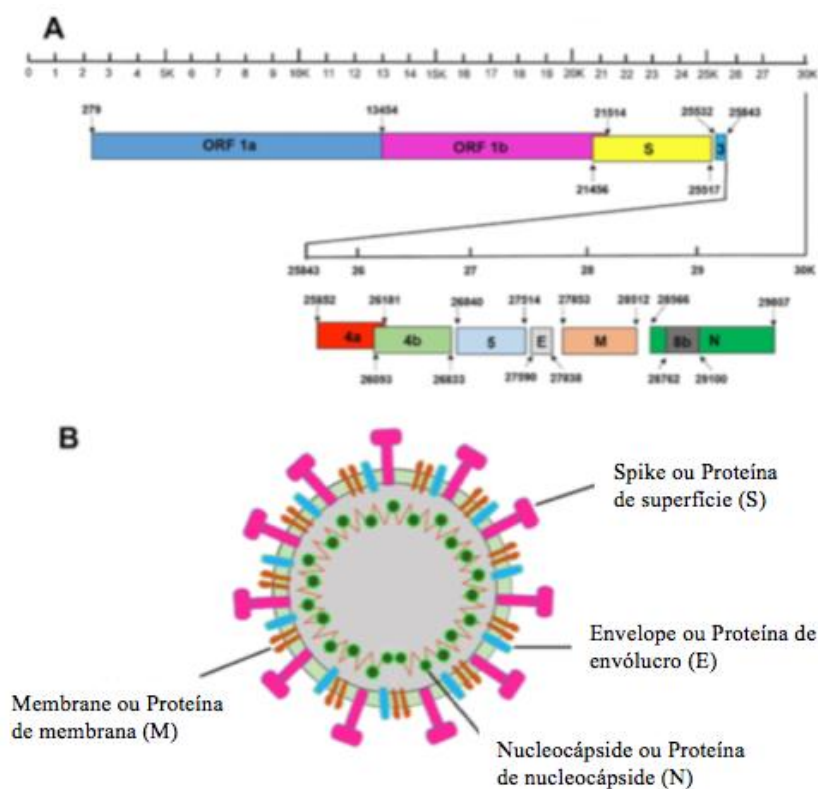 A
0 1 2 3 4 5K 6 7 8 9 10K 11 12 13 14 15K 16 17 18 19 20K 21 22 23 24 25K 26 27 30K
279 13454 21514 25532 25843
ORF 1a ORF 1b S 3
21456 25517
25843 26 27 28 29 30K
25852 26181 26840 27514 27853 28512 28566 29807
4a 4b 5 E M 8b N
26093 26833 27590 27838 28762 29100
B
Spike ou Proteína
de superfície (S)
Envelope ou Proteína de
envólucro (E)
Membrane ou Proteína
de membrana (M)
Nucleocápside ou Proteína
de nucleocápside (N)